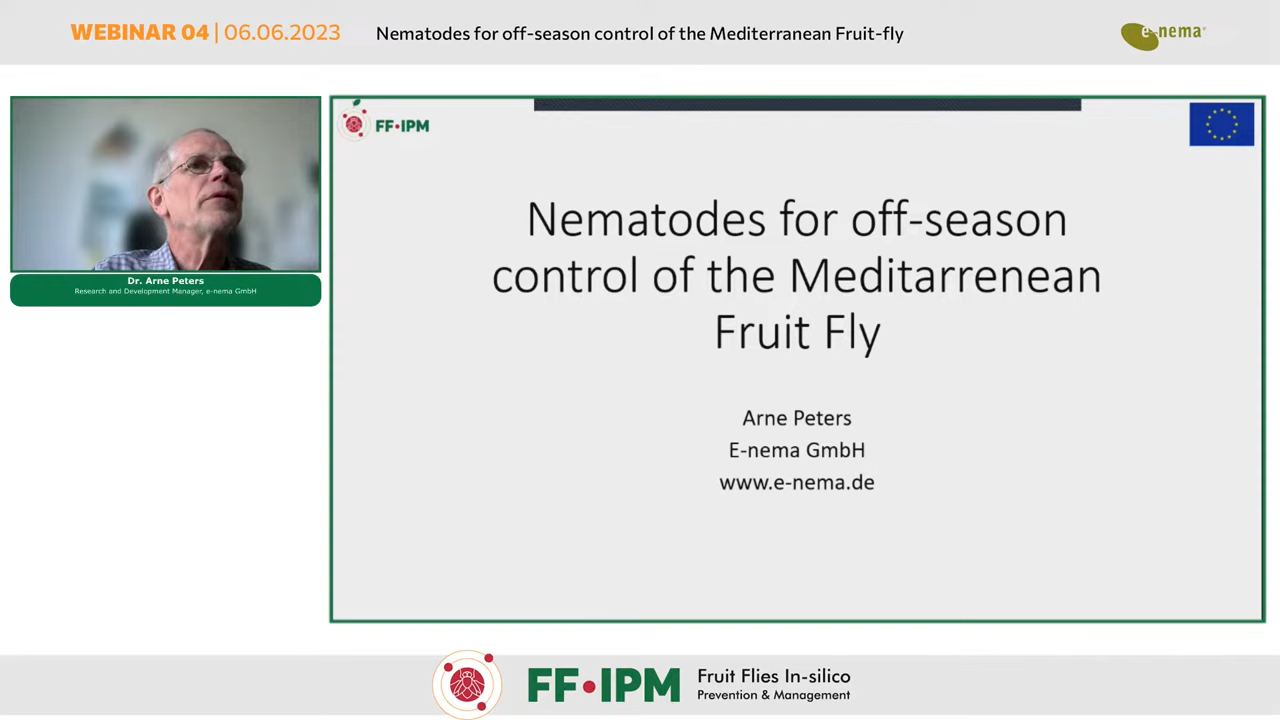 WEBINAR 04 | 06.06.2023
Nematodes for off-season control of the Mediterranean Fruit-fly
e-nema®
FF•IPM
Dr. Arne Peters
Research and Development Manager, e-nema GmbH
Nematodes for off-season
control of the Meditarrenean
Fruit Fly
Arne Peters
E-nema GmbH
www.e-nema.de
FF•IPM
Fruit Flies In-silico
Prevention & Management